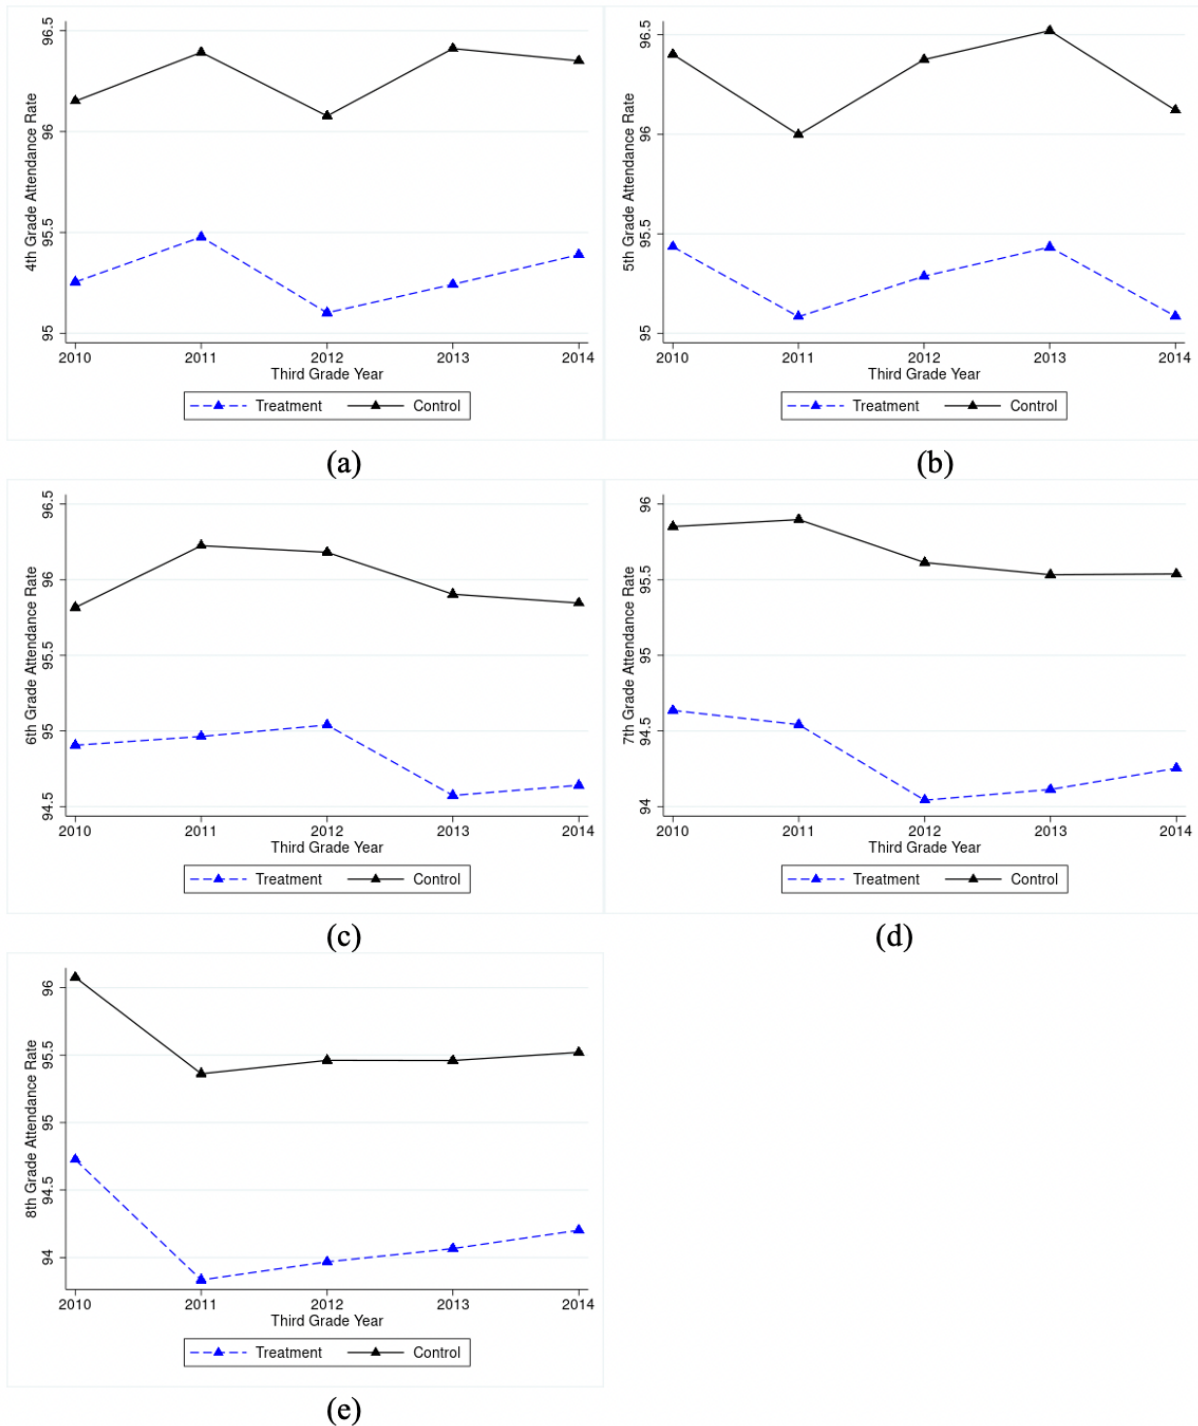 4th Grade Attendance Rate
96.5
96
95.5
95
2010 2011 2012 2013 2014
Third Grade Year
Treatment Control
(a)
5th Grade Attendance Rate
96.5
96
95.5
95
2010 2011 2012 2013 2014
Third Grade Year
Treatment Control
(b)
6th Grade Attendance Rate
96.5
96
95.5
95
94.5
2010 2011 2012 2013 2014
Third Grade Year
Treatment Control
(c)
7th Grade Attendance Rate
96
95.5
95
94.5
94
2010 2011 2012 2013 2014
Third Grade Year
Treatment Control
(d)
8th Grade Attendance Rate
96
95.5
95
94.5
94
2010 2011 2012 2013 2014
Third Grade Year
Treatment Control
(e)